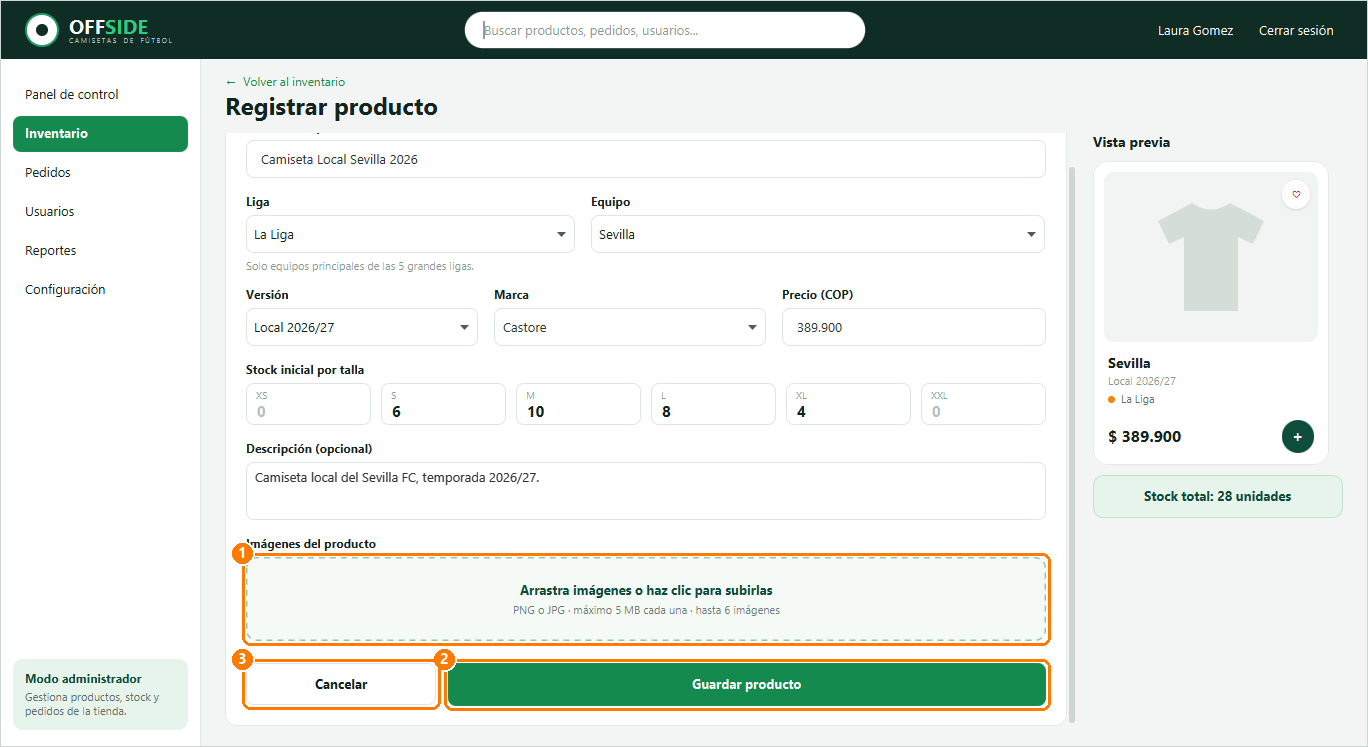 OFFSIDE
CAMISETAS DE FÚTBOL
Buscar productos, pedidos, usuarios...
Laura Gomez
Cerrar sesión
Panel de control
Inventario
Pedidos
Usuarios
Reportes
Configuración
Modo administrador
Gestiona productos, stock y
pedidos de la tienda.
← Volver al inventario
Registrar producto
Camiseta Local Sevilla 2026
Liga
Equipo
La Liga
Sevilla
Solo equipos principales de las 5 grandes ligas.
Versión
Marca
Precio (COP)
Local 2026/27
Castore
389.900
Stock inicial por talla
XS
0
S
6
M
10
L
8
XL
4
XXL
0
Descripción (opcional)
Camiseta local del Sevilla FC, temporada 2026/27.
Imágenes del producto
1
Arrastra imágenes o haz clic para subirlas
PNG o JPG · máximo 5 MB cada una · hasta 6 imágenes
3
Cancelar
2
Guardar producto
Vista previa
Sevilla
Local 2026/27
La Liga
$ 389.900
+
Stock total: 28 unidades